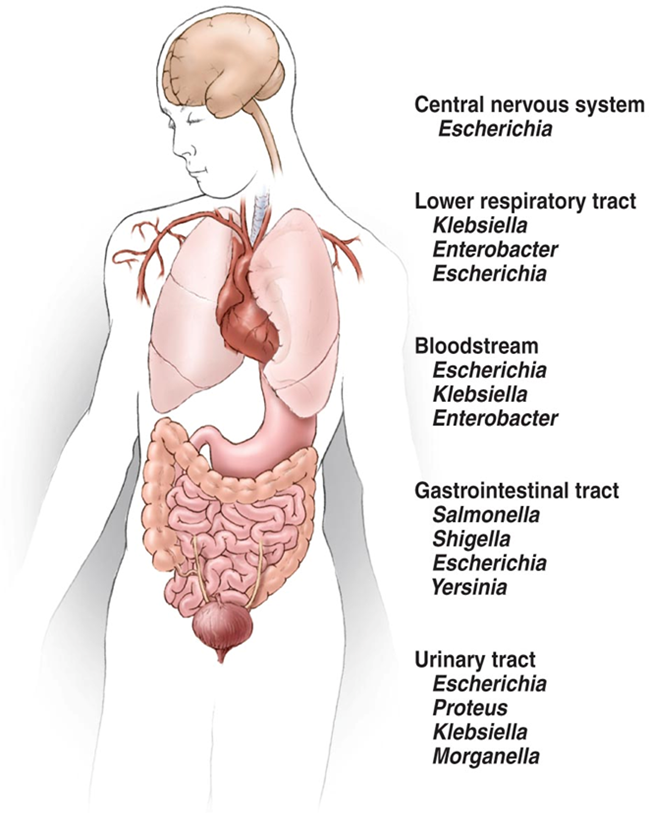 Central nervous system
Escherichia
Lower respiratory tract
Klebsiella
Enterobacter
Escherichia
Bloodstream
Escherichia
Klebsiella
Enterobacter
Gastrointestinal tract
Salmonella
Shigella
Escherichia
Yersinia
Urinary tract
Escherichia
Proteus
Klebsiella
Morganella